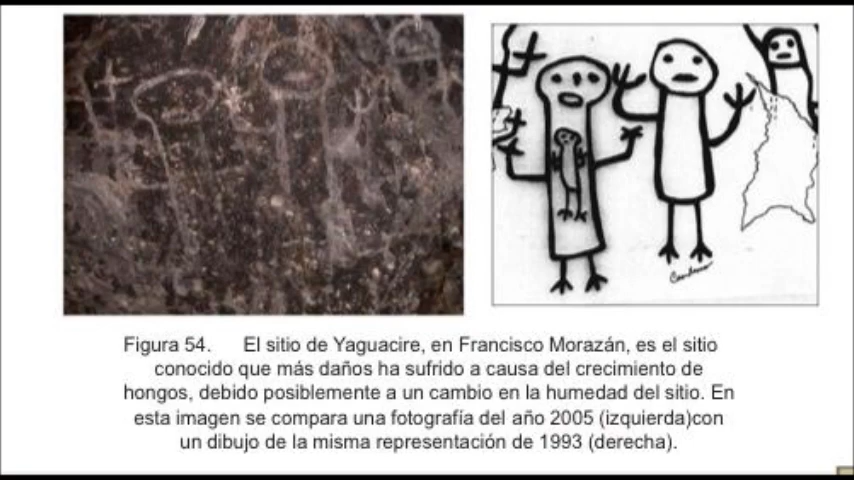 Figura 54. El sitio de Yaguacire, en Francisco Morazán, es el sitio
conocido que más daños ha sufrido a causa del crecimiento de
hongos, debido posiblemente a un cambio en la humedad del sitio. En
esta imagen se compara una fotografía del año 2005 (izquierda)con
un dibujo de la misma representación de 1993 (derecha).